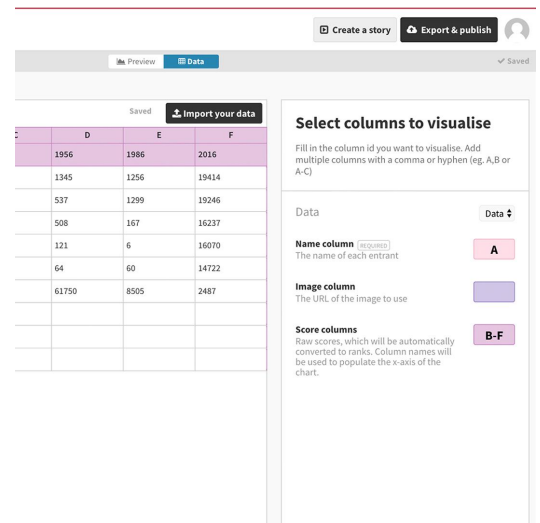 Create a story
Export & publish
Preview
Data
Saved
Saved
Import your data
C D E F
1956 1986 2016
1345 1256 19414
537 1299 19246
508 167 16237
121 6 16070
64 60 14722
61750 8505 2487
Select columns to visualise
Fill in the column id you want to visualise. Add
multiple columns with a comma or hyphen (eg. A,B or
A-C)
Data
Data
Name column REQUIRED
The name of each entrant
A
Image column
The URL of the image to use
Score columns
Raw scores, which will be automatically
converted to ranks. Column names will
be used to populate the x-axis of the
chart.
B-F